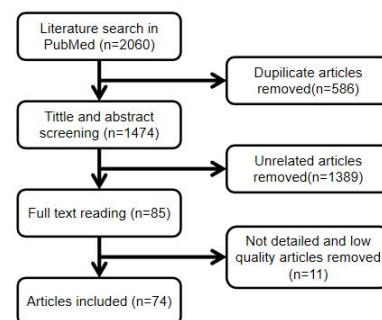 Literature search in
PubMed (n=2060)
Duplicate articles
removed(n=586)
Tittle and abstract
screening (n=1474)
Unrelated articles
removed(n=1389)
Full text reading (n=85)
Not detailed and low
quality articles removed
(n=11)
Articles included (n=74)